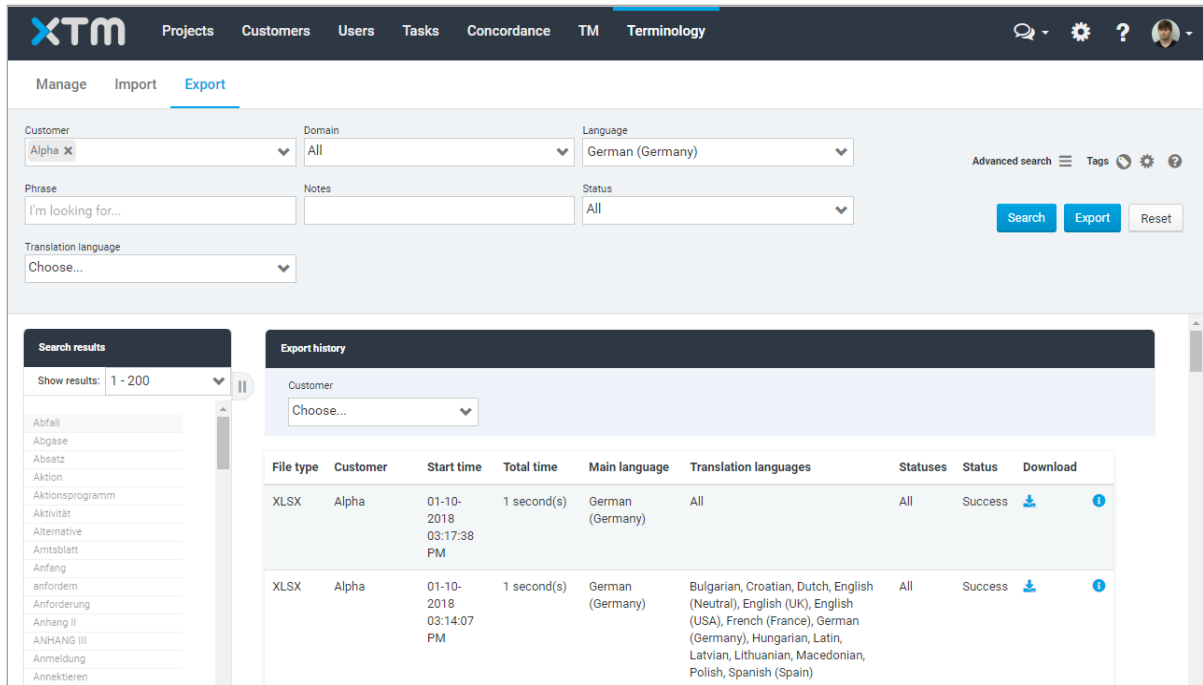 XTM Projects Customers Users Tasks Concordance TM Terminology ?
Manage Import Export
Customer Domain Language
Alpha × All German (Germany)
Advanced search Tags
Phrase Notes Status
I'm looking for... All
Search Export Reset
Translation language
Choose...
Search results
Show results: 1 - 200
Abfall
Abgase
Absatz
Aktion
Aktionsprogramm
Aktivität
Alternative
Amtsblatt
Anfang
anfordern
Anforderung
Anhang II
ANHANG III
Anmeldung
Annektieren
Export history
Customer
Choose...
File type Customer Start time Total time Main language Translation languages Statuses Status Download
XLSX Alpha 01-10- 1 second(s) German All All Success
2018 (Germany)
03:17:38
PM
XLSX Alpha 01-10- 1 second(s) German Bulgarian, Croatian, Dutch, English All Success
2018 (Germany) (Neutral), English (UK), English
03:14:07 (USA), French (France), German
PM (Germany), Hungarian, Latin,
Latvian, Lithuanian, Macedonian,
Polish, Spanish (Spain)